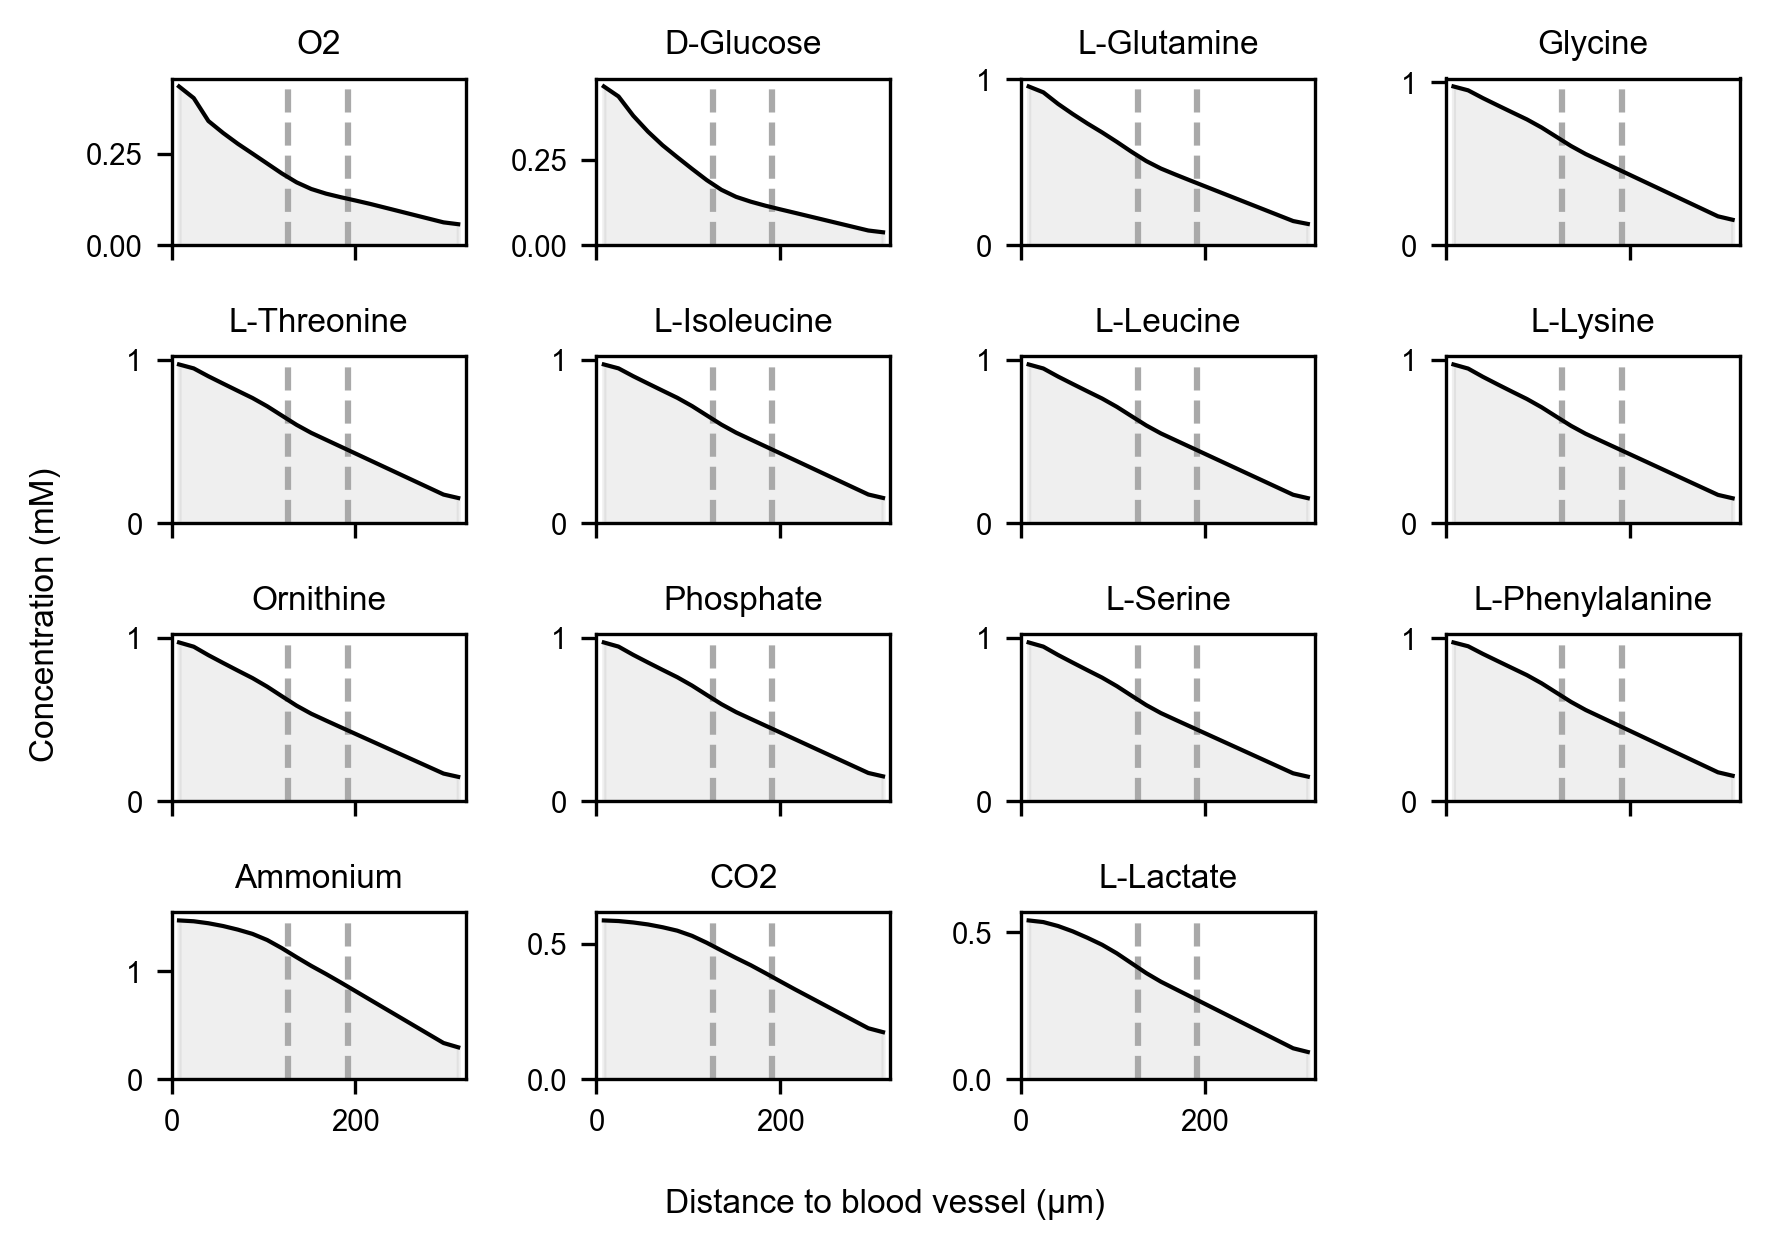 O2
D-Glucose
L-Glutamine
Glycine
0.25
0.00
0.25
0.00
1
0
1
0
L-Threonine
L-Isoleucine
L-Leucine
L-Lysine
1
0
1
0
1
0
1
0
Concentration (mM)
Ornithine
Phosphate
L-Serine
L-Phenylalanine
1
0
1
0
1
0
1
0
Ammonium
CO2
L-Lactate
1
0
0.5
0.0
0.5
0.0
0 200
0 200
0 200
Distance to blood vessel (µm)